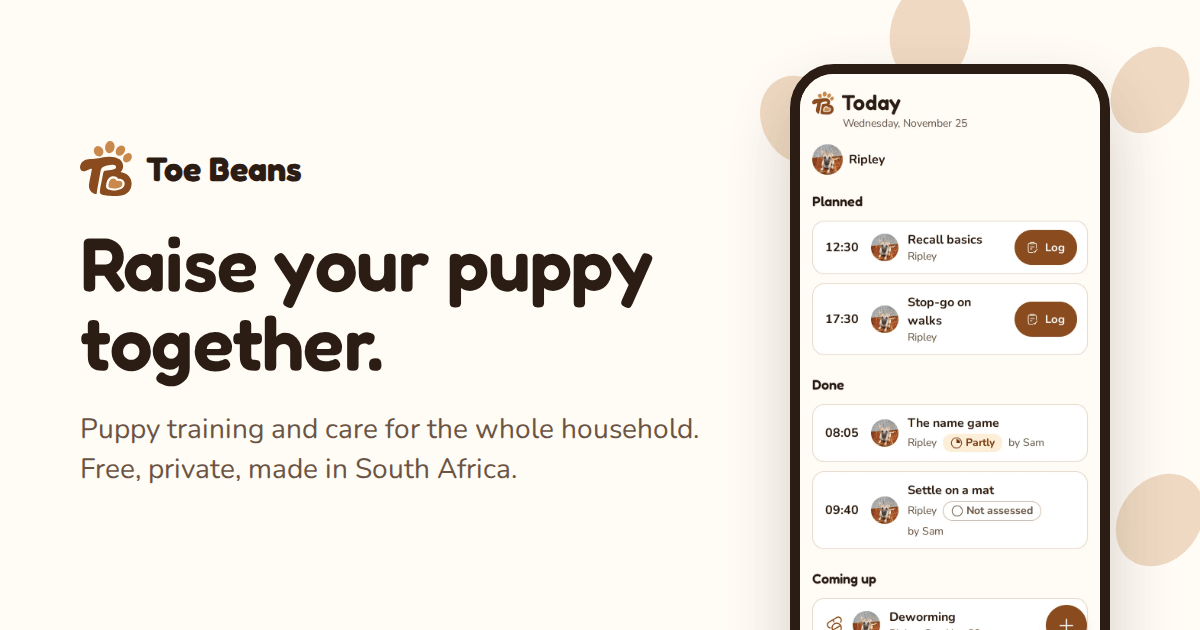 Toe Beans
Raise your puppy
together.
Puppy training and care for the whole household.
Free, private, made in South Africa.
Today
Wednesday, November 25
Ripley
Planned
12:30
Recall basics
Ripley
Log
17:30
Stop-go on
walks
Ripley
Log
Done
08:05
The name game
Ripley Partly by Sam
09:40
Settle on a mat
Ripley Not assessed
by Sam
Coming up
Deworming